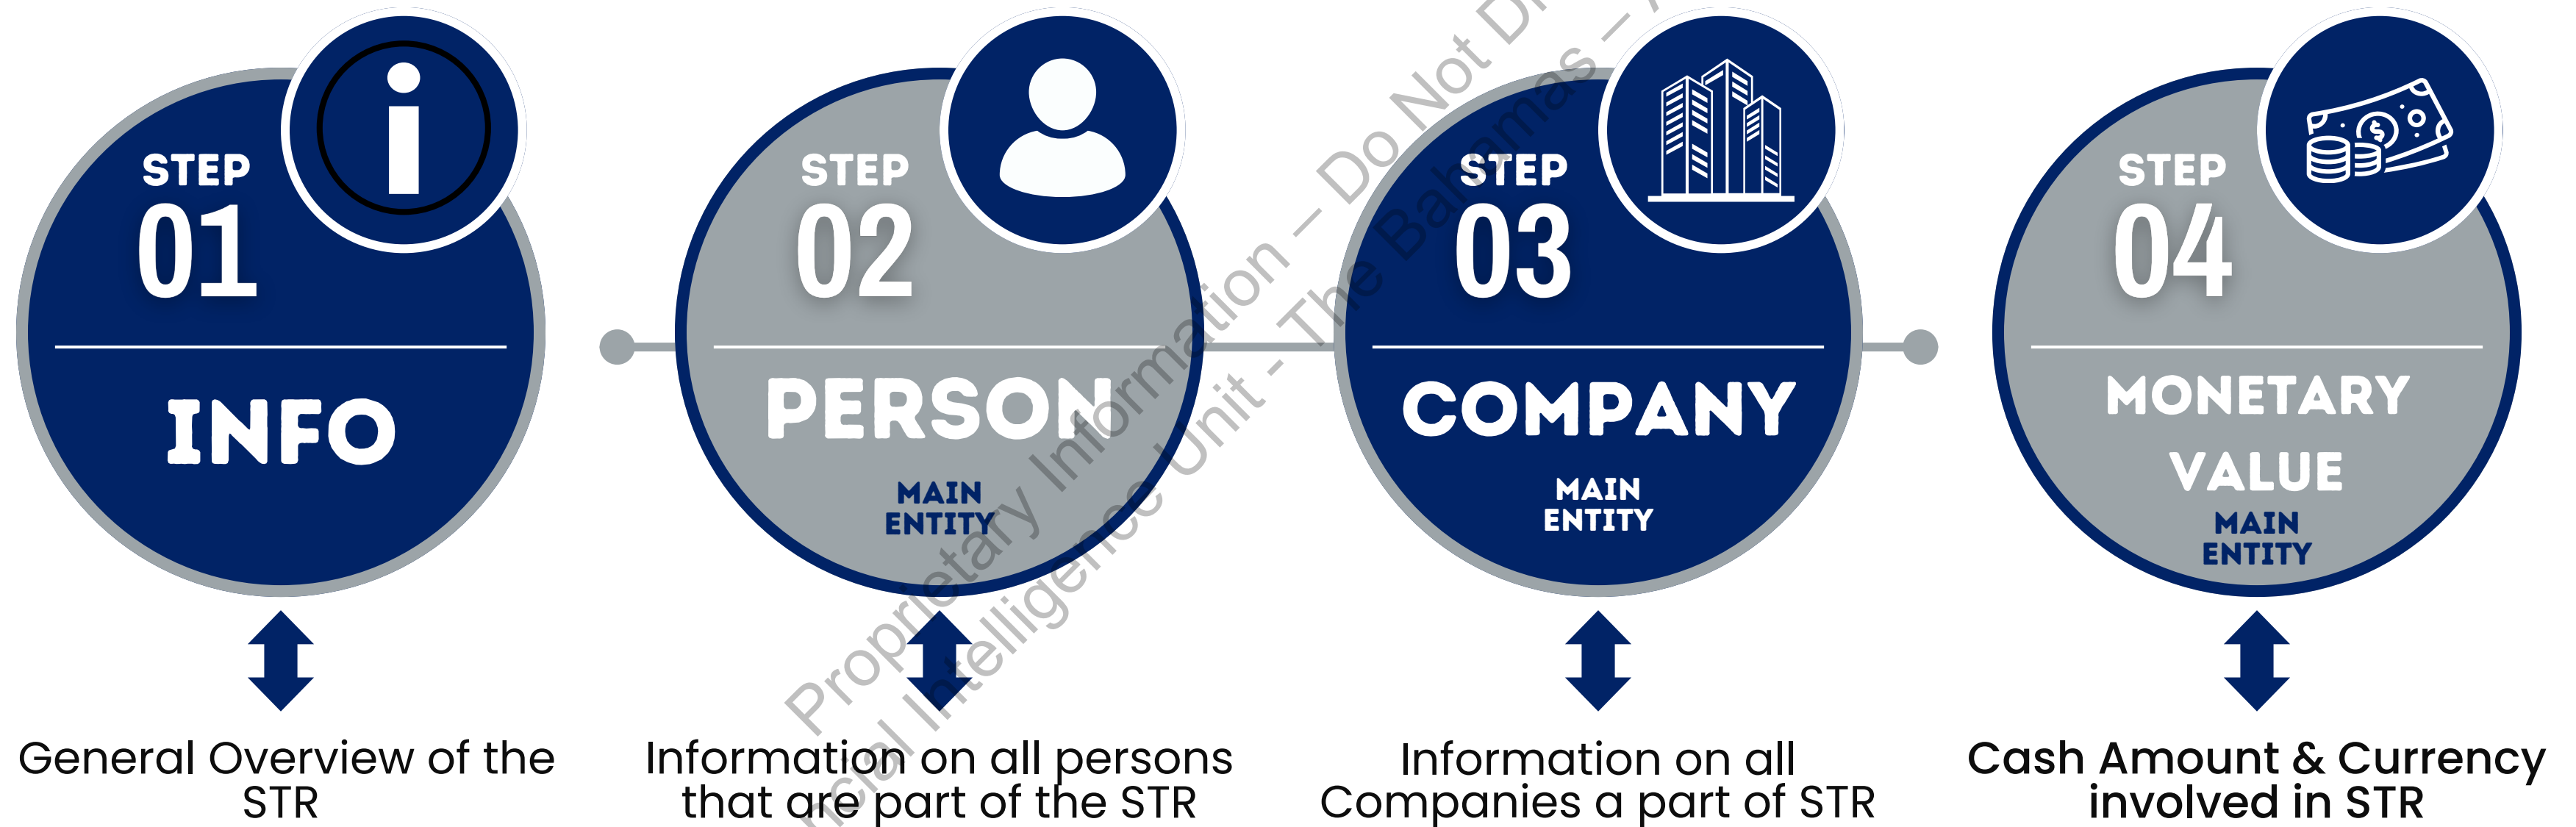 STEP
01
INFO
General Overview of the
STR
STEP
02
PERSON
MAIN
ENTITY
Information on all persons
that are part of the STR
STEP
03
COMPANY
MAIN
ENTITY
Information on all
Companies a part of STR
STEP
04
MONETARY
VALUE
MAIN
ENTITY
Cash Amount & Currency
involved in STR
$
Proprietary Information – Do Not
Intelligence Unit - The Bahamas –